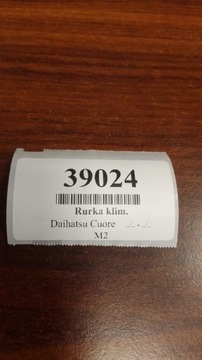 39024
Rurka klim.
Daihatsu Cuore
M2